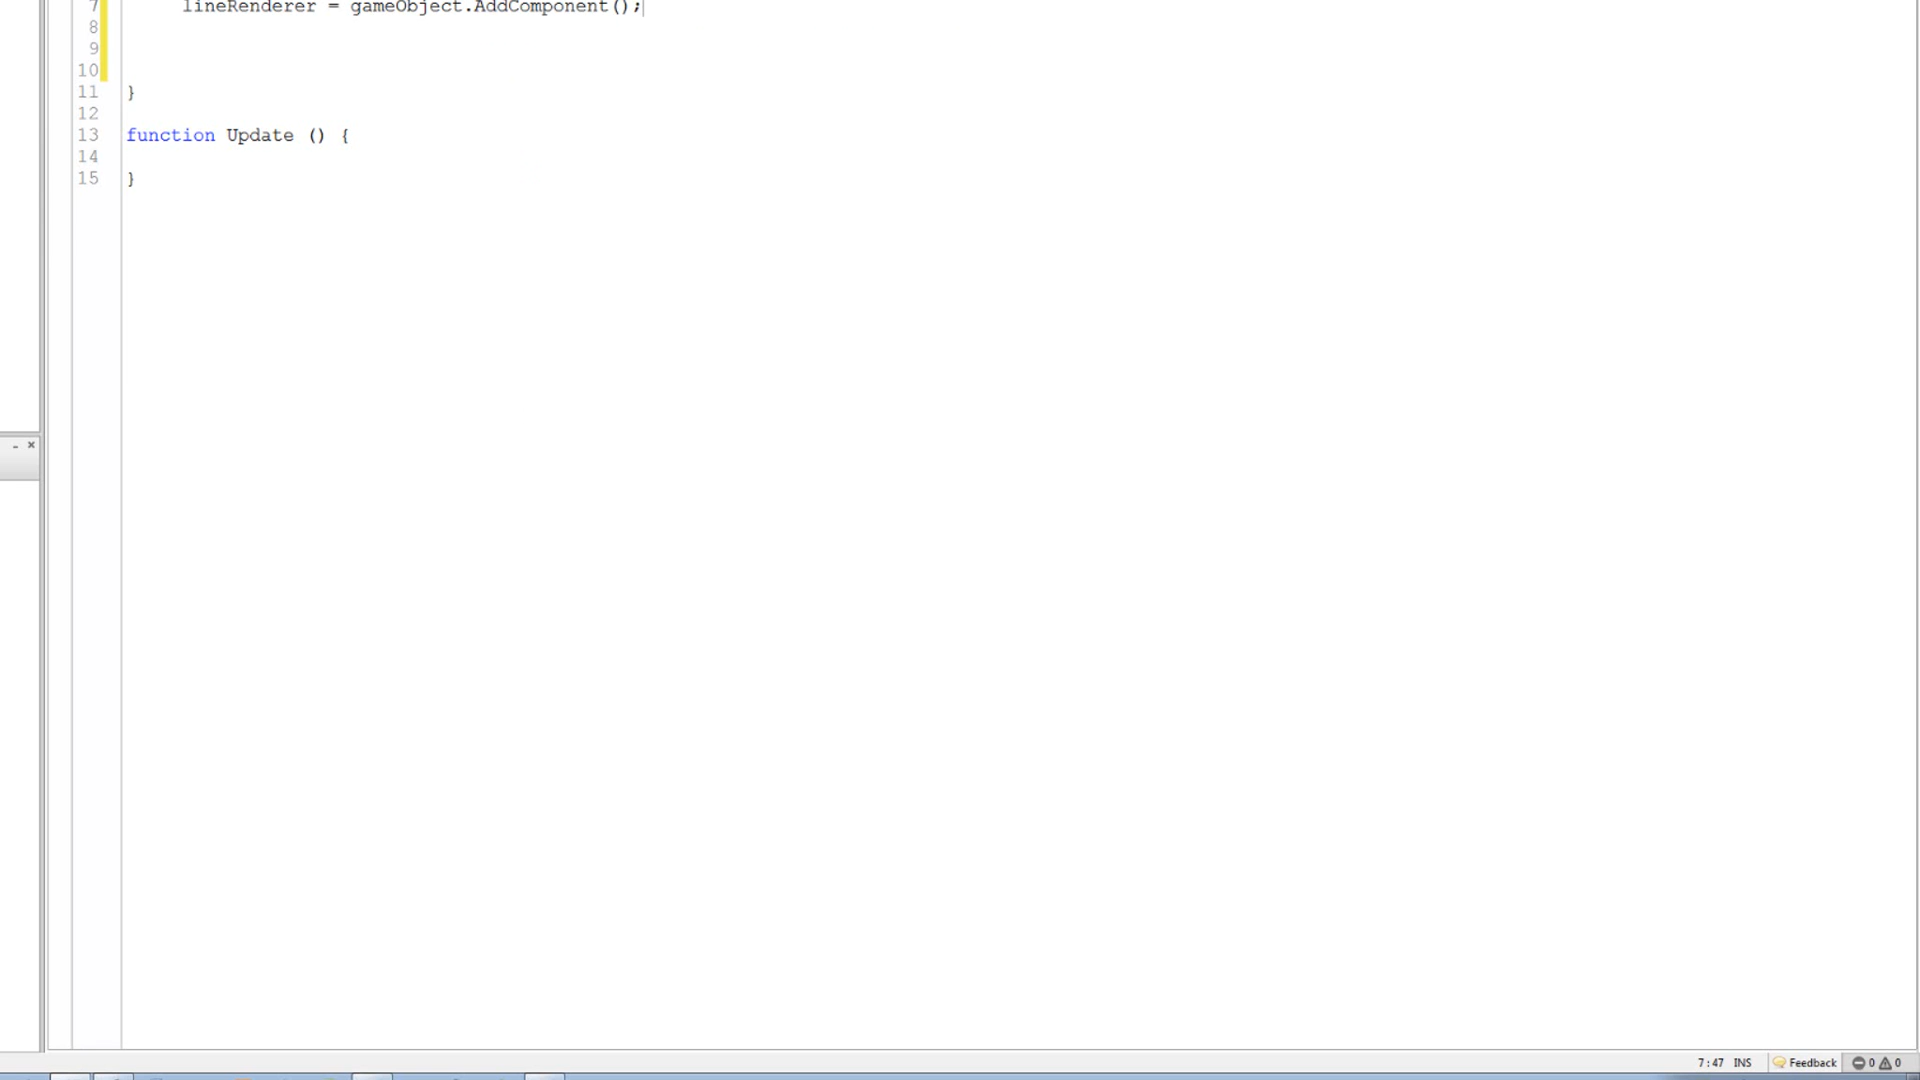 7 lineRenderer = gameObject.AddComponent();
8
9
10
11 }
12
13 function Update () {
14
15 }
7:47 INS Feedback 0 0